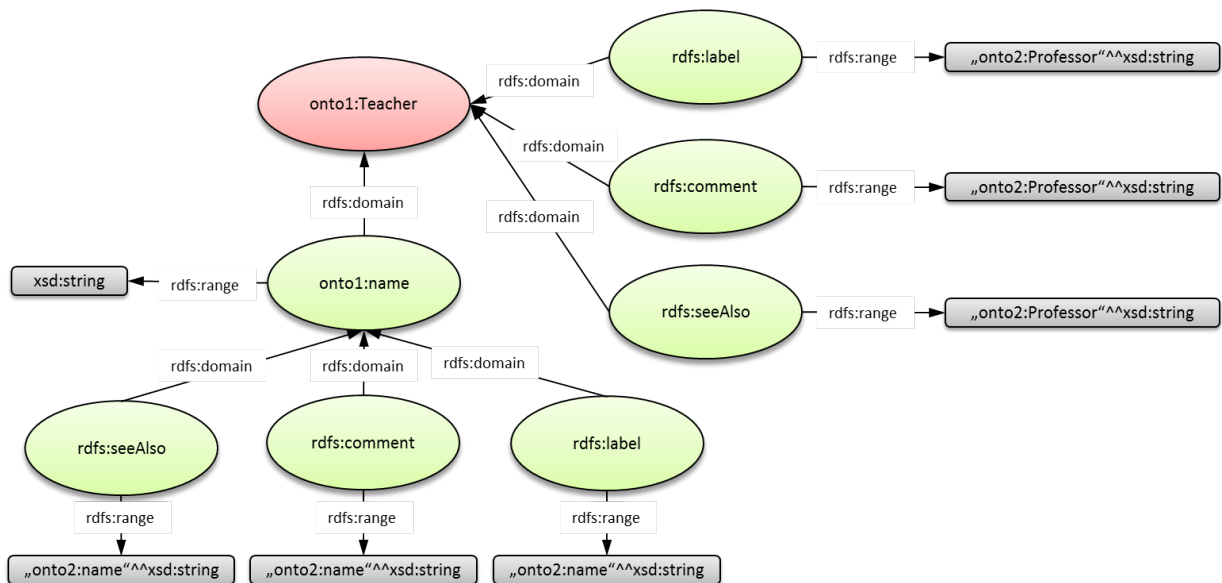 rdfs:label
rdfs:range
„onto2:Professor“^^xsd:string
rdfs:domain
onto1:Teacher
rdfs:domain
rdfs:comment
rdfs:range
„onto2:Professor“^^xsd:string
rdfs:domain
rdfs:domain
xsd:string
rdfs:range
onto1:name
rdfs:seeAlso
rdfs:range
„onto2:Professor“^^xsd:string
rdfs:domain
rdfs:domain
rdfs:domain
rdfs:seeAlso
rdfs:comment
rdfs:label
rdfs:range
rdfs:range
rdfs:range
„onto2:name“^^xsd:string
„onto2:name“^^xsd:string
„onto2:name“^^xsd:string